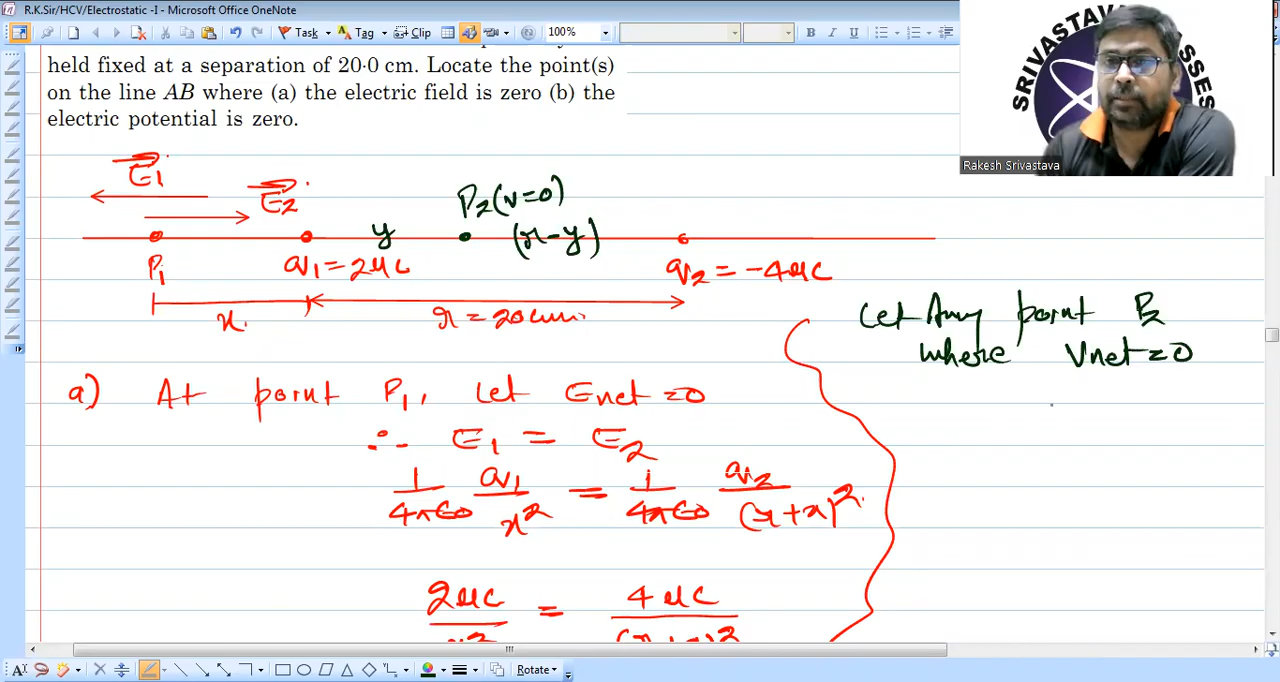 R.K.Sir/HCV/Electrostatic -I - Microsoft Office OneNote
Task Tag Clip 100% B I U
held fixed at a separation of 20·0 cm. Locate the point(s)
on the line AB where (a) the electric field is zero (b) the
electric potential is zero.
SRIVASTAVA CLASSES
Rakesh Srivastava
E1
E2
P2 (v=0)
y (r-y)
P1 q1 = 2μC q2 = -4μC
x r = 20cm
Let Any point P2
where Vnet = 0
a) At point P1, let Enet = 0
∴ E1 = E2
1/4πε0 q1/x² = 1/4πε0 q2/(r+x)².
2μC = 4μC
Rotate